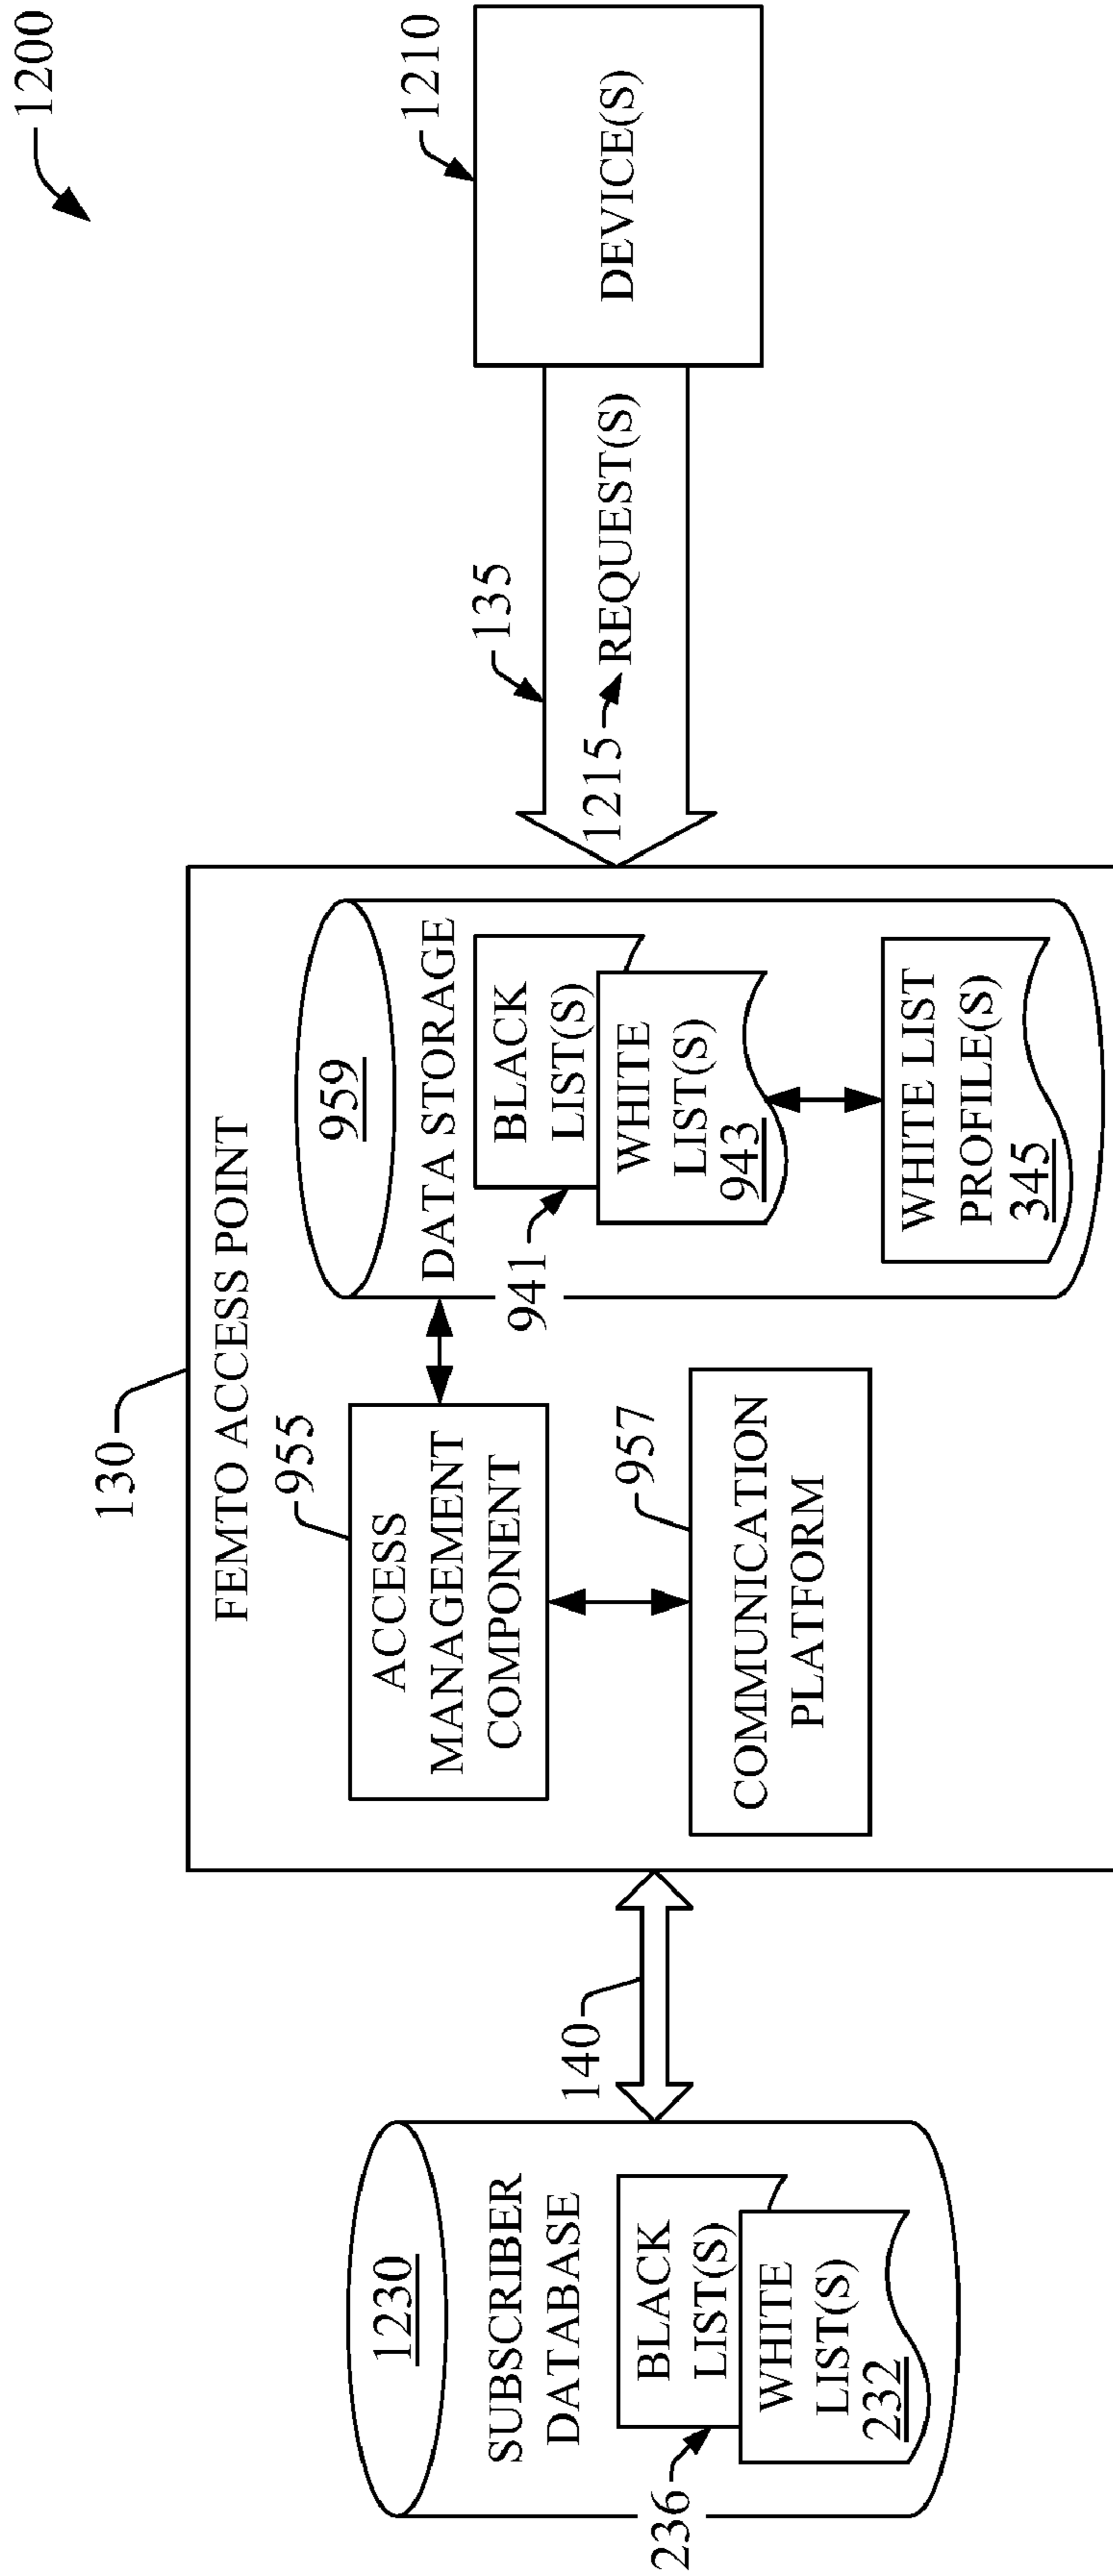 1200
130
FEMTO ACCESS POINT
1230
SUBSCRIBER
DATABASE
236
BLACK
LIST(S)
WHITE
LIST(S)
232
140
955
ACCESS
MANAGEMENT
COMPONENT
957
COMMUNICATION
PLATFORM
959
DATA STORAGE
941
BLACK
LIST(S)
WHITE
LIST(S)
943
WHITE LIST
PROFILE(S)
345
135
1215
REQUEST(S)
1210
DEVICE(S)